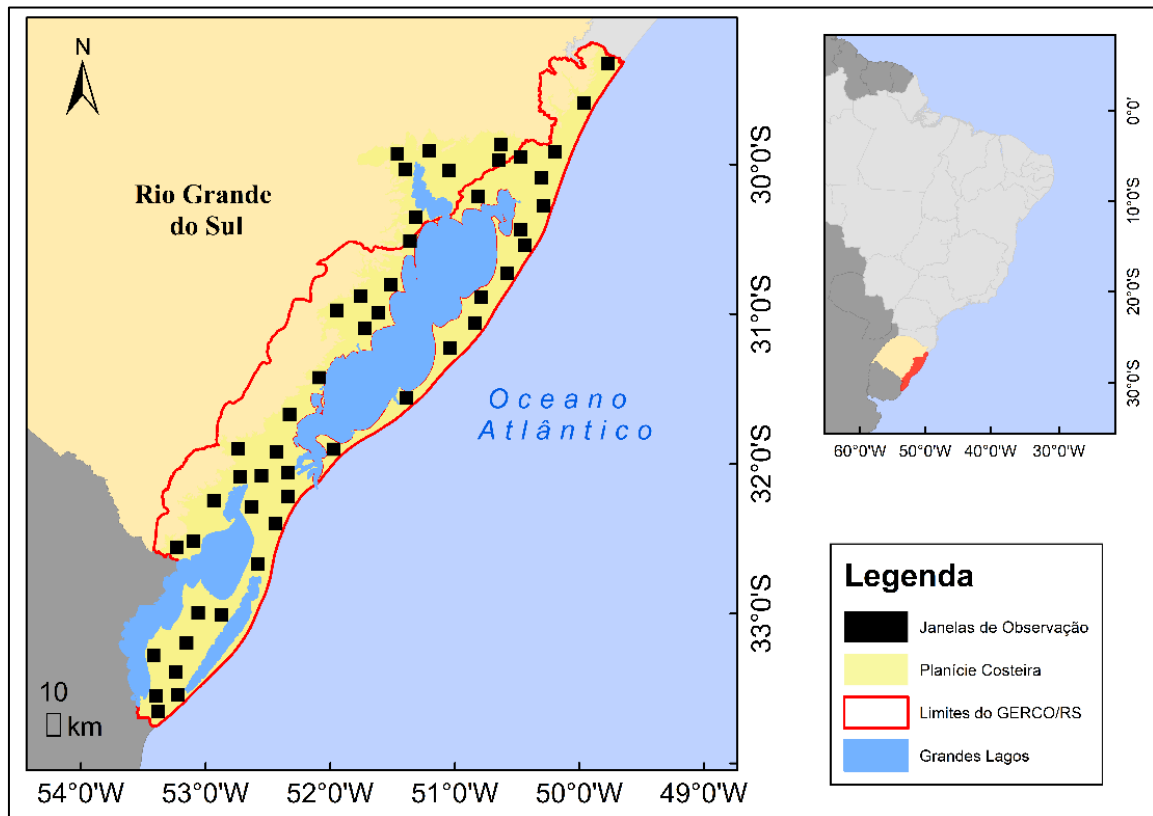 N
Rio Grande
do Sul
Oceano
Atlântico
10
km
30°0'S
31°0'S
32°0'S
33°0'S
54°0'W
53°0'W
52°0'W
51°0'W
50°0'W
49°0'W
0°0'
10°0'S
20°0'S
30°0'S
60°0'W
50°0'W
40°0'W
30°0'W
Legenda
Janelas de Observação
Planície Costeira
Limites do GERCO/RS
Grandes Lagos